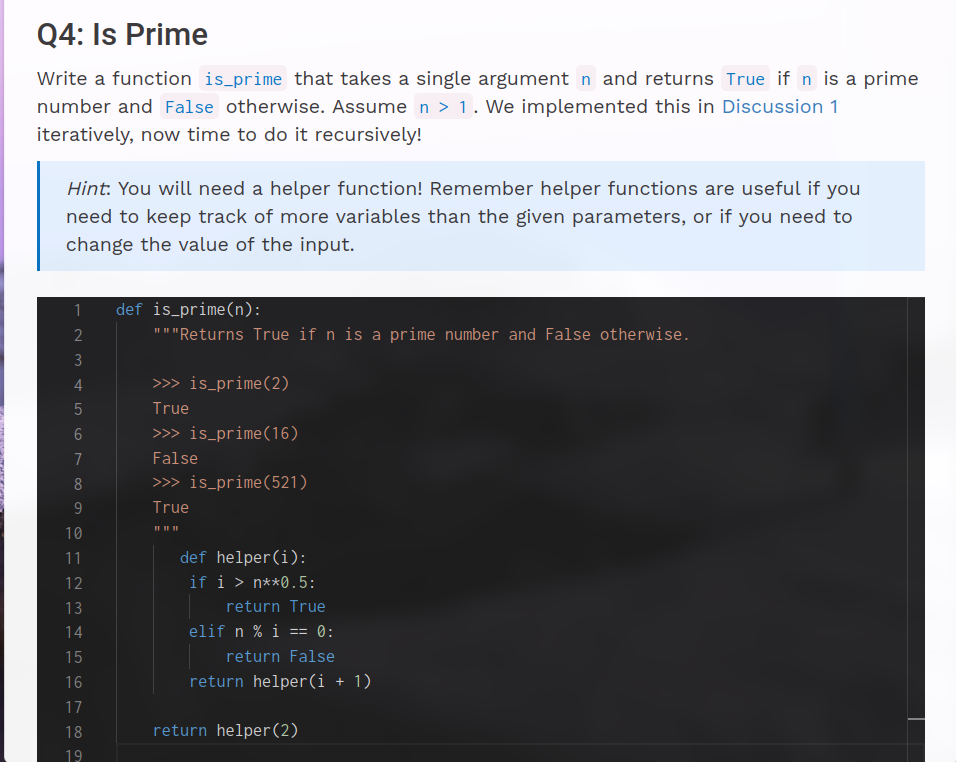 Q4: Is Prime
Write a function is_prime that takes a single argument n and returns True if n is a prime
number and False otherwise. Assume n > 1. We implemented this in Discussion 1
iteratively, now time to do it recursively!
Hint: You will need a helper function! Remember helper functions are useful if you
need to keep track of more variables than the given parameters, or if you need to
change the value of the input.
1 def is_prime(n):
2     """Returns True if n is a prime number and False otherwise.
3
4     >>> is_prime(2)
5     True
6     >>> is_prime(16)
7     False
8     >>> is_prime(521)
9     True
10     """
11        def helper(i):
12         if i > n**0.5:
13             return True
14         elif n % i == 0:
15             return False
16         return helper(i + 1)
17
18     return helper(2)
19